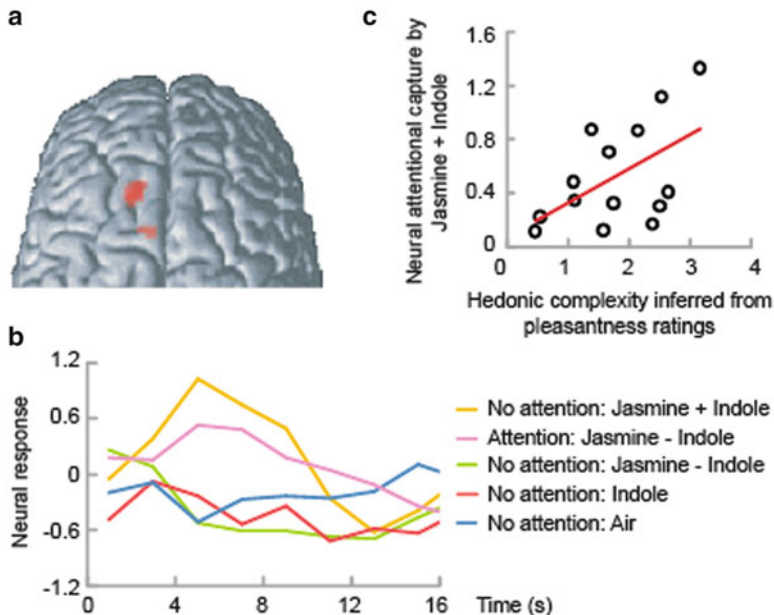 a
c
Neural attentional capture by
Jasmine + Indole
1.6
1.2
0.8
0.4
0
0 1 2 3 4
Hedonic complexity inferred from
pleasantness ratings
b
Neural response
1.2
0.6
0
-0.6
-1.2
0 4 8 12 16
Time (s)
No attention: Jasmine + Indole
Attention: Jasmine - Indole
No attention: Jasmine - Indole
No attention: Indole
No attention: Air